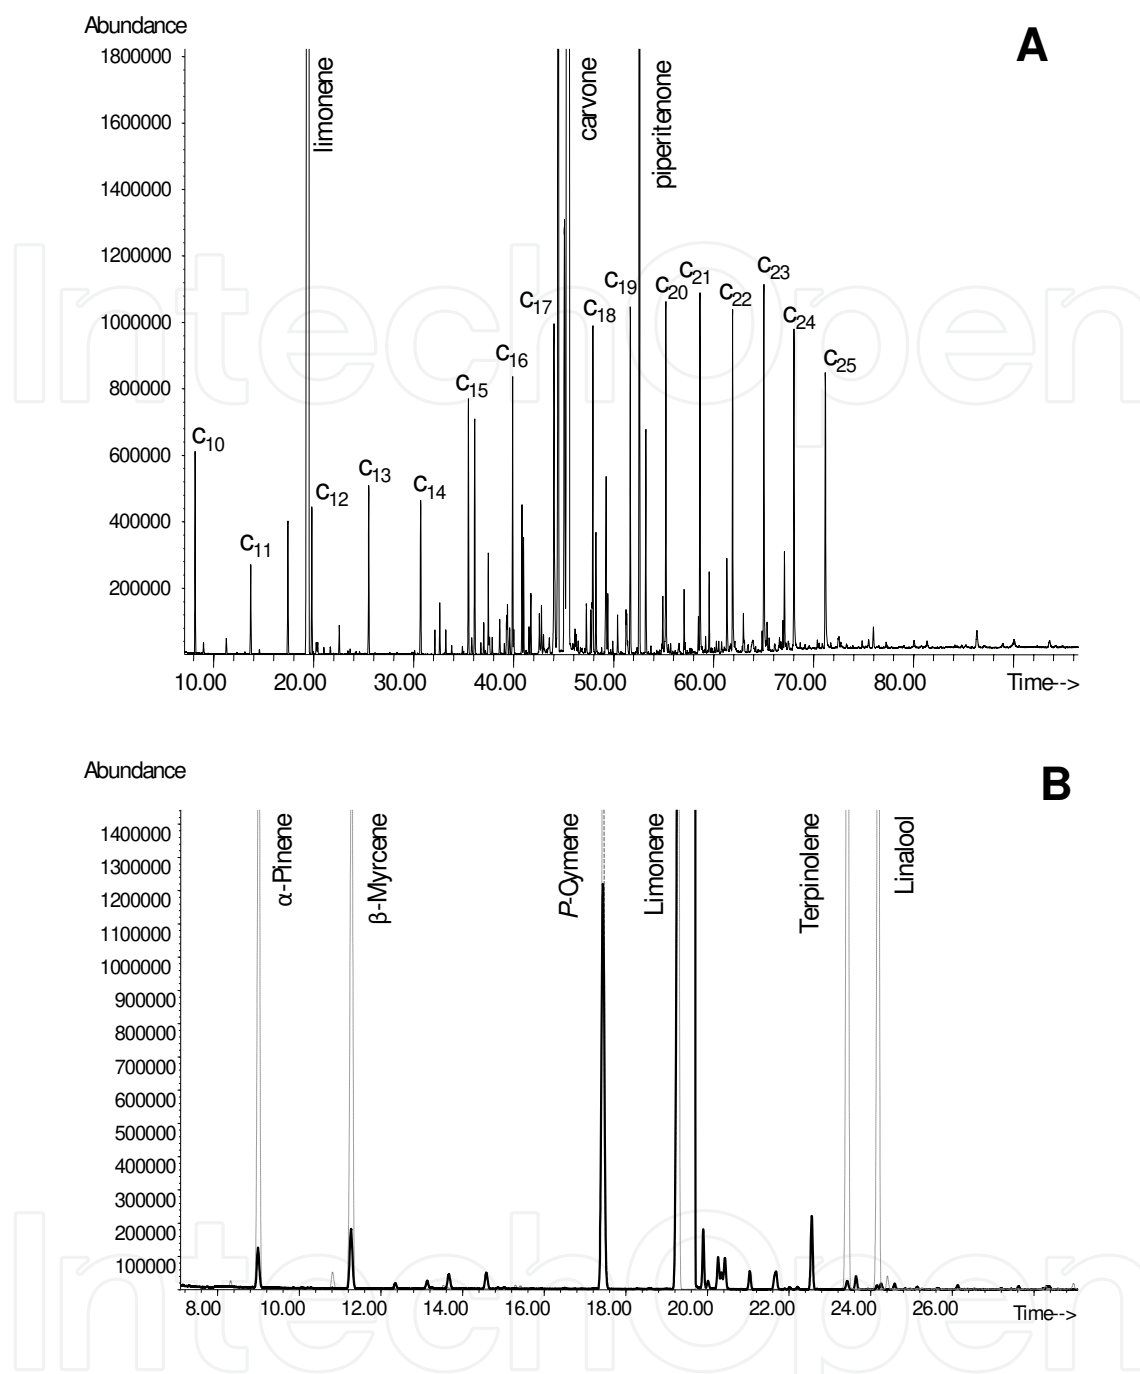 Abundance
A
1800000
1600000
1400000
1200000
1000000
800000
600000
400000
200000
limonene
carvone
piperitenone
C10
C11
C12
C13
C14
C15
C16
C17
C18
C19
C20
C21
C22
C23
C24
C25
10.00 20.00 30.00 40.00 50.00 60.00 70.00 80.00 Time-->
Abundance
B
1400000
1300000
1200000
1100000
1000000
900000
800000
700000
600000
500000
400000
300000
200000
100000
α-Pinene
β-Myrcene
P-Cymene
Limonene
Terpinolene
Linalool
8.00 10.00 12.00 14.00 16.00 18.00 20.00 22.00 24.00 26.00 Time-->
IntechOpen
IntechOpen